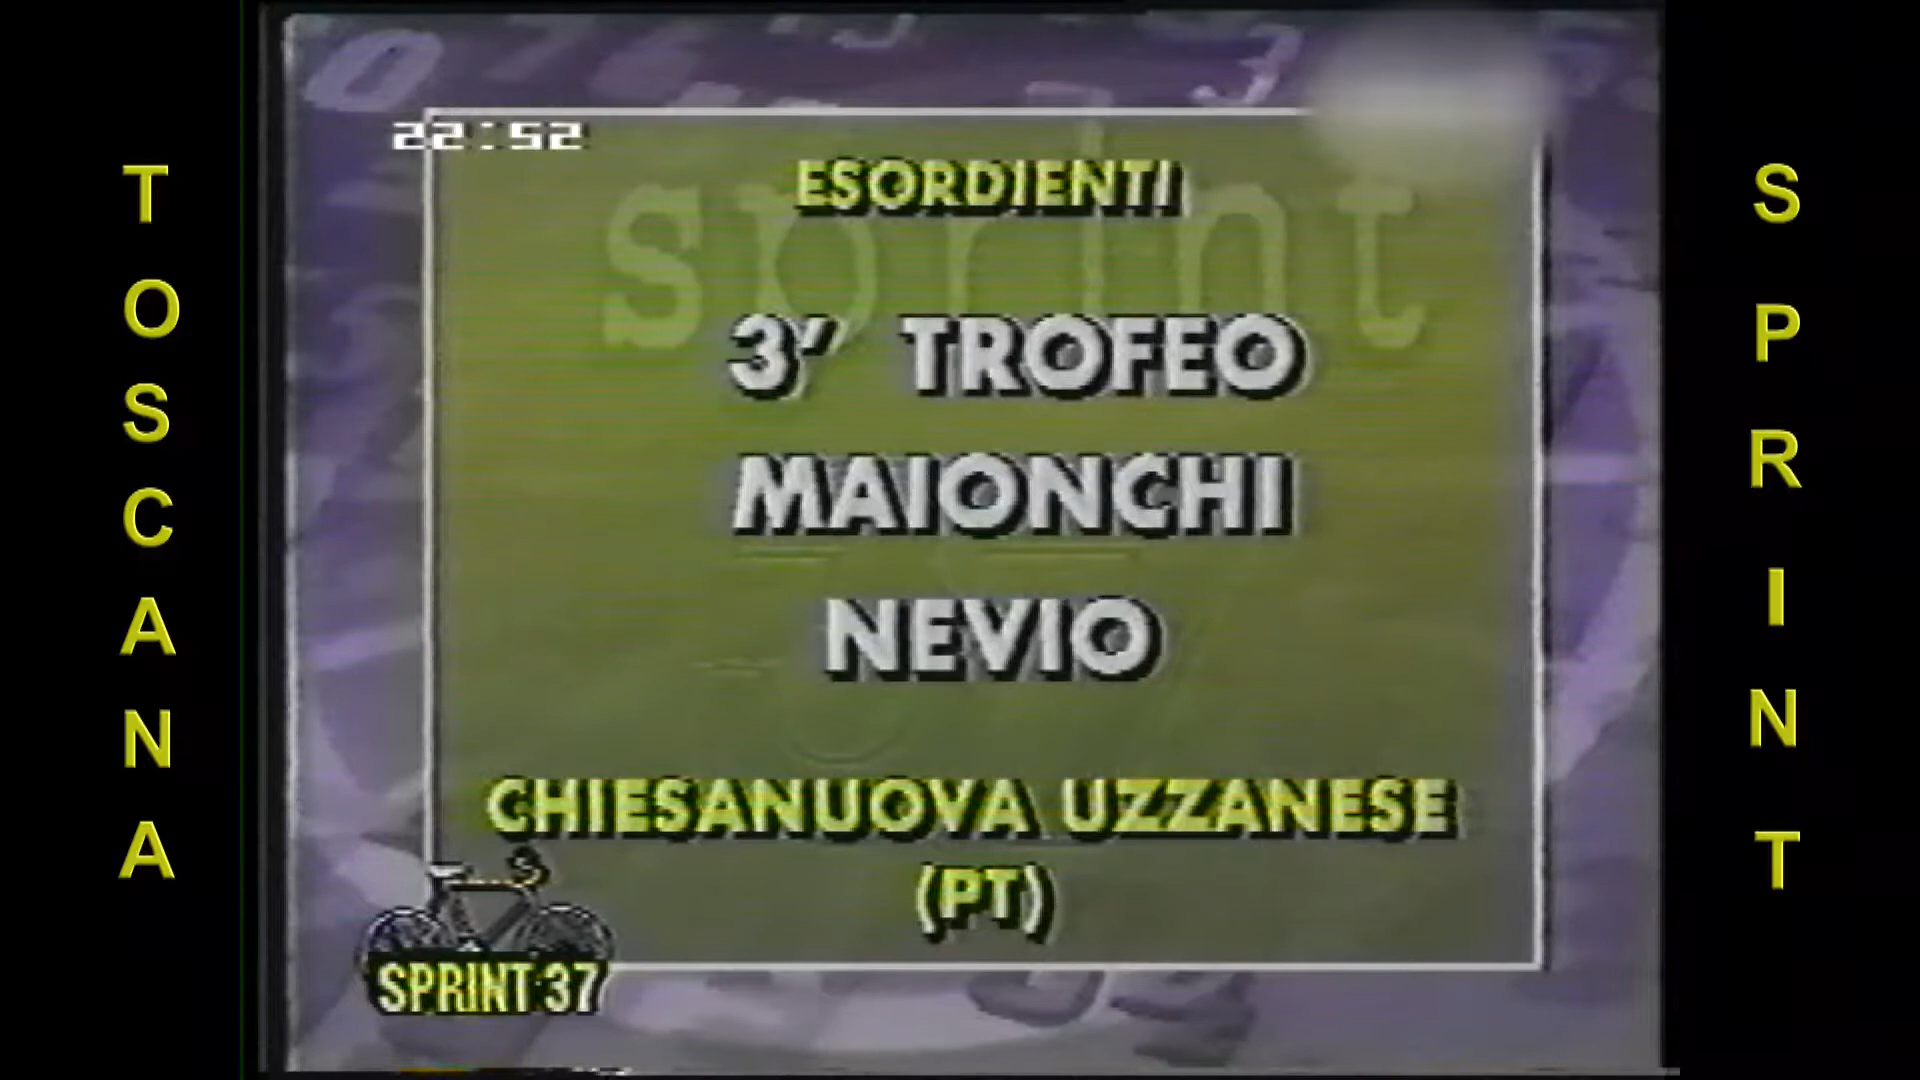 TOSCANA
22:52
sprint
ESORDIENTI
3' TROFEO
MAIONCHI
NEVIO
CHIESANUOVA UZZANESE
(PT)
SPRINT 37
SPRINT